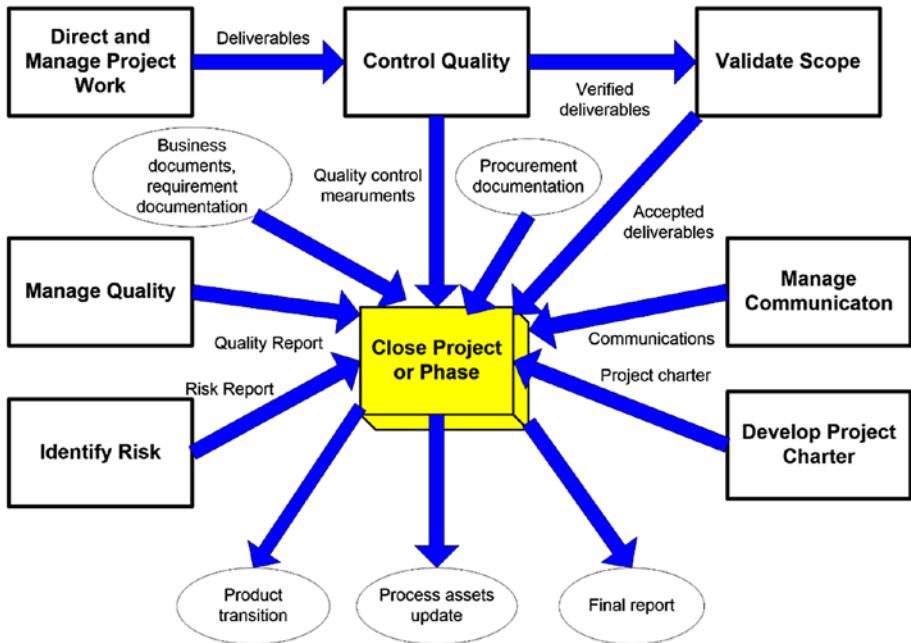 Direct and
Manage Project
Work
Deliverables
Control Quality
Verified
deliverables
Validate Scope
Business
documents,
requirement
documentation
Quality control
mearuments
Procurement
documentation
Accepted
deliverables
Manage Quality
Quality Report
Close Project
or Phase
Manage
Communicaton
Communications
Risk Report
Project charter
Identify Risk
Develop Project
Charter
Product
transition
Process assets
update
Final report